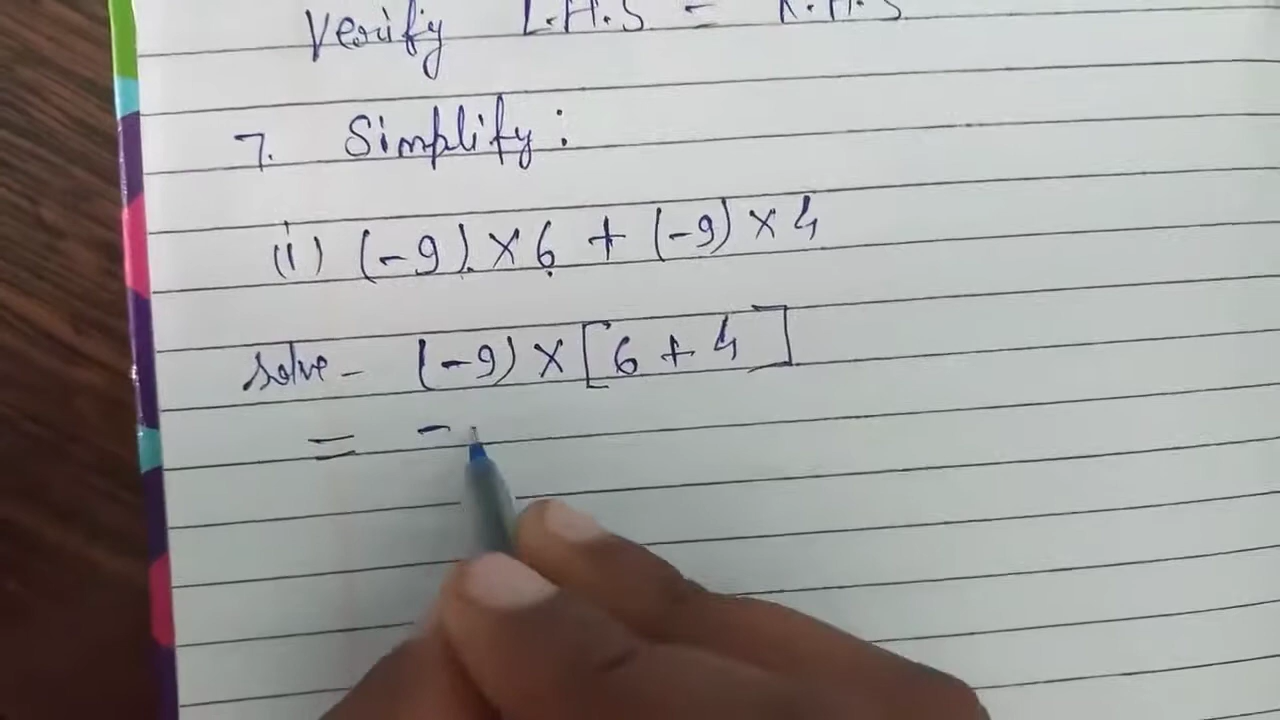 Verify L.H.S = R.H.S
7. Simplify:
(i) (-9) × 6 + (-9) × 4
solve - (-9) × [6 + 4]
= -